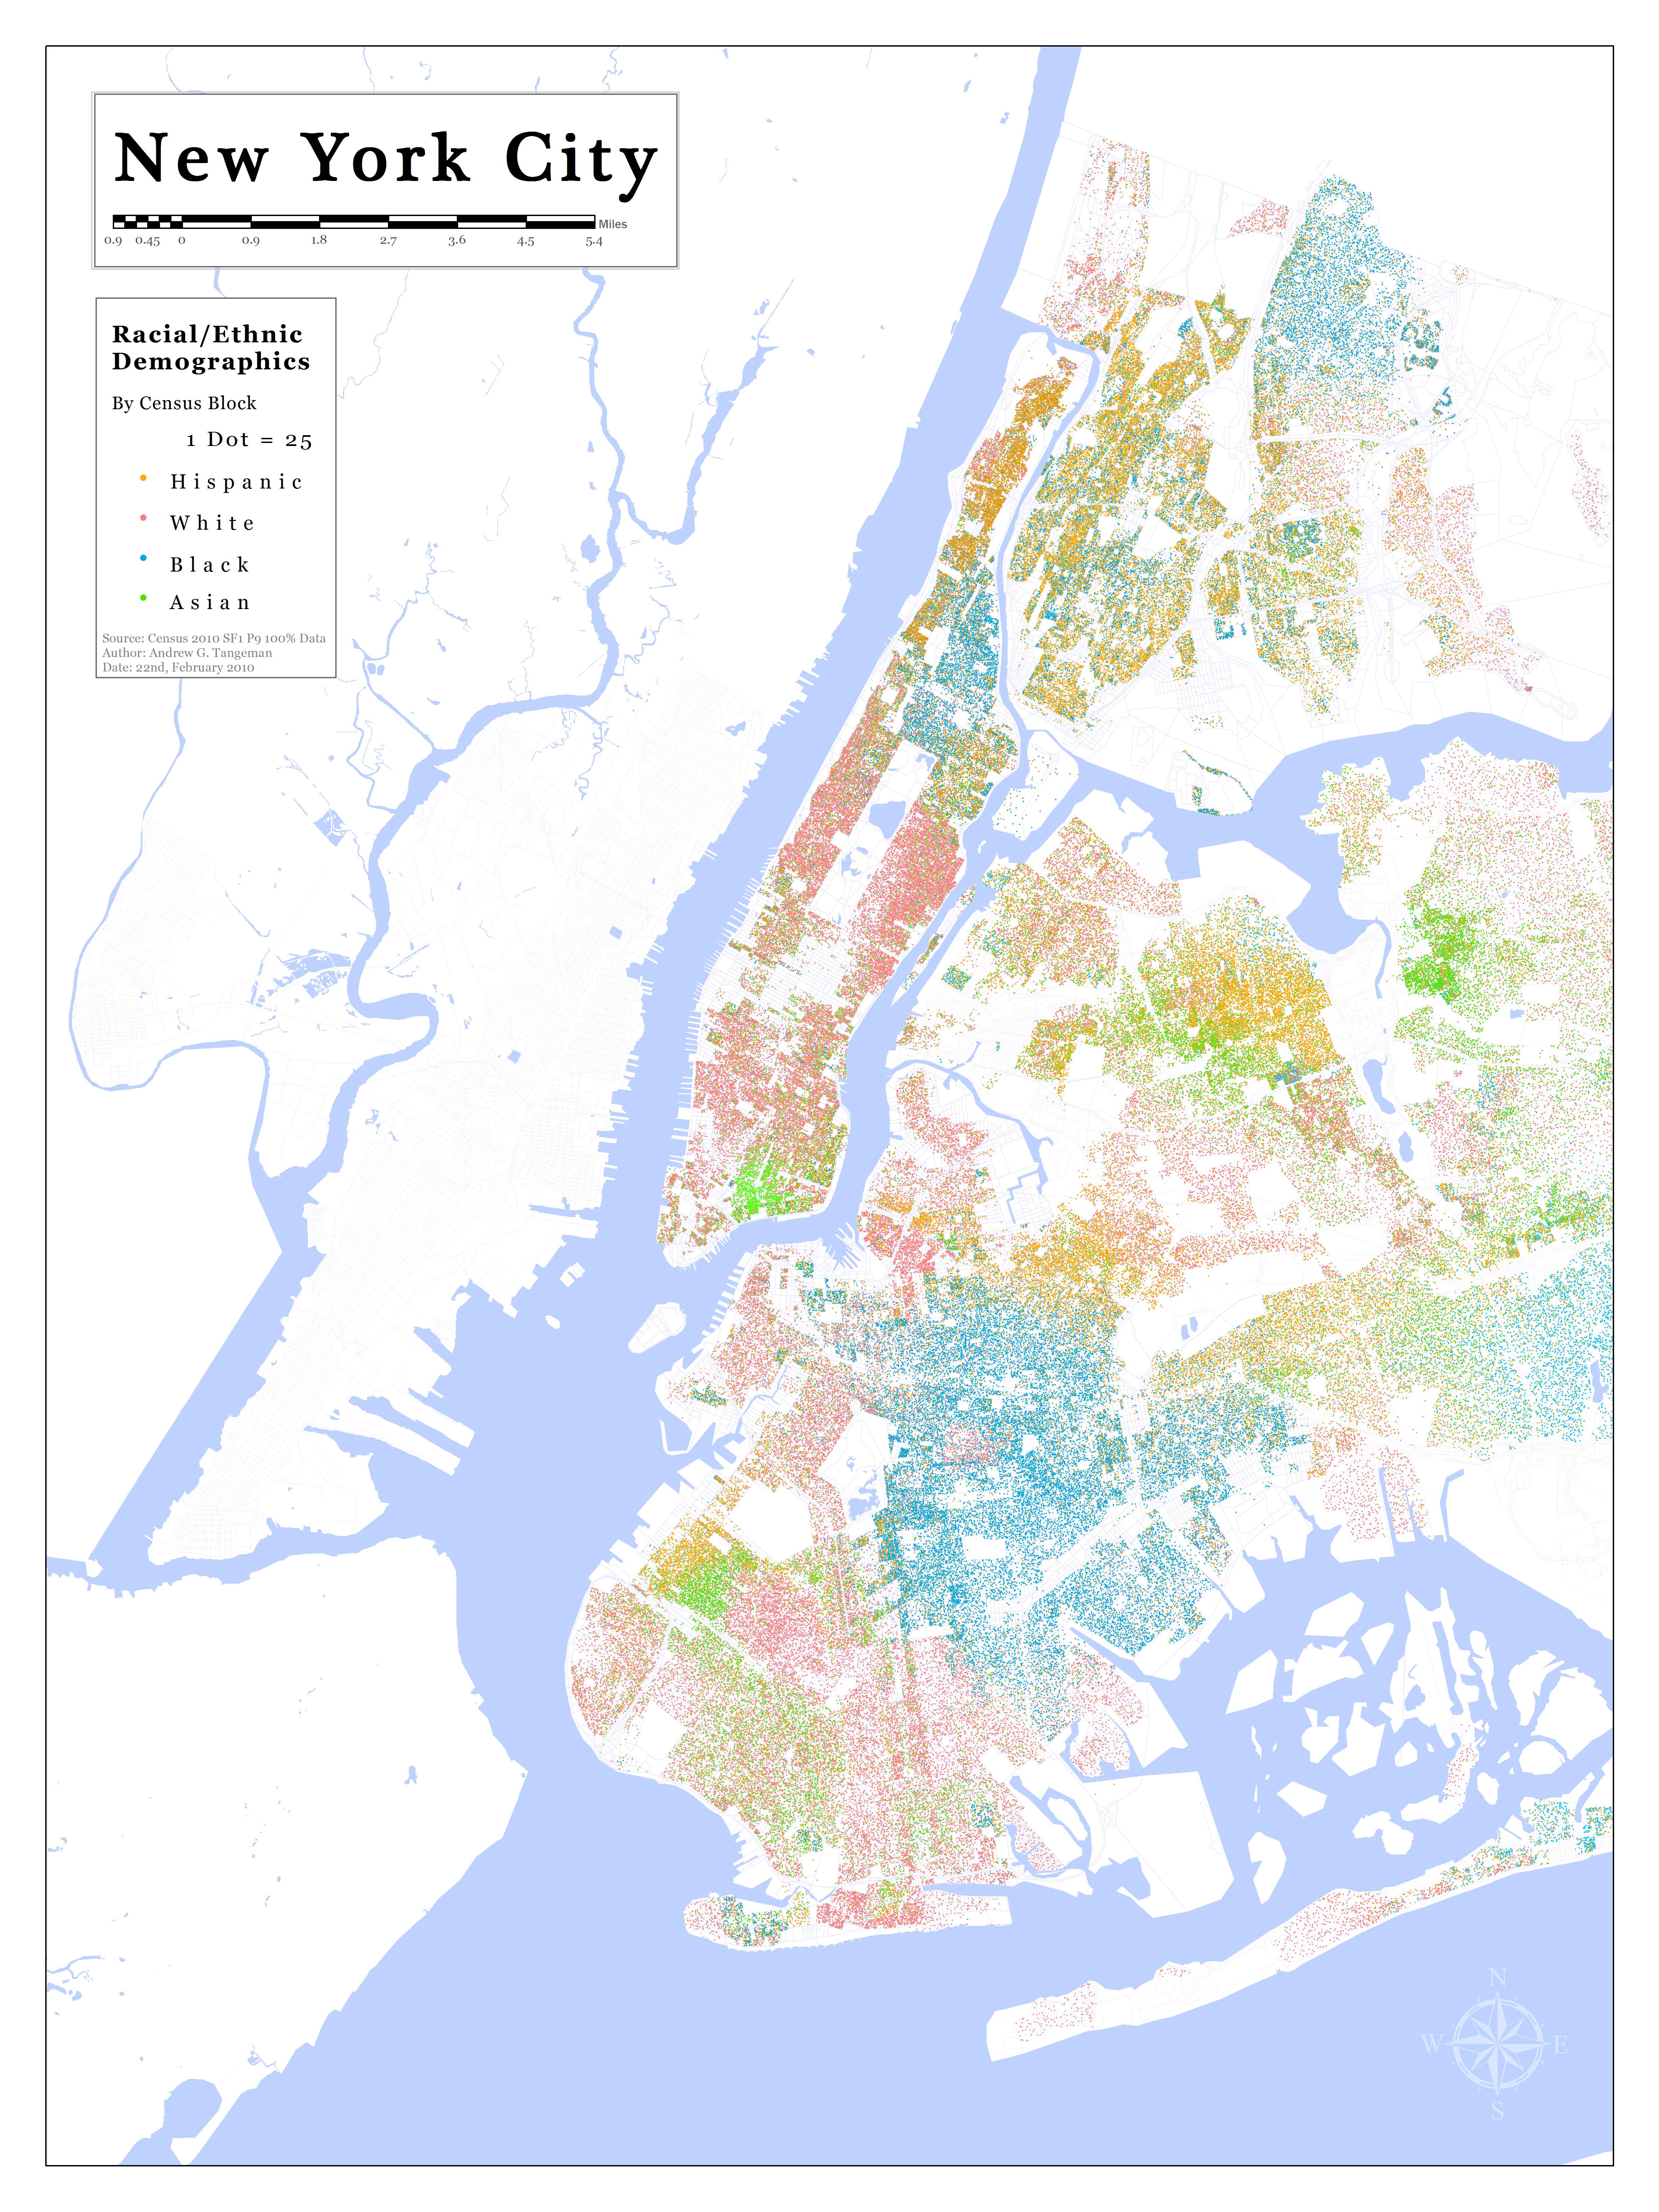 New York City
Miles
0.9 0.45 0 0.9 1.8 2.7 3.6 4.5 5.4
Racial/Ethnic
Demographics
By Census Block
1 Dot = 25
Hispanic
White
Black
Asian
Source: Census 2010 SF1 P9 100% Data
Author: Andrew G. Tangeman
Date: 22nd, February 2010
N
W E
S